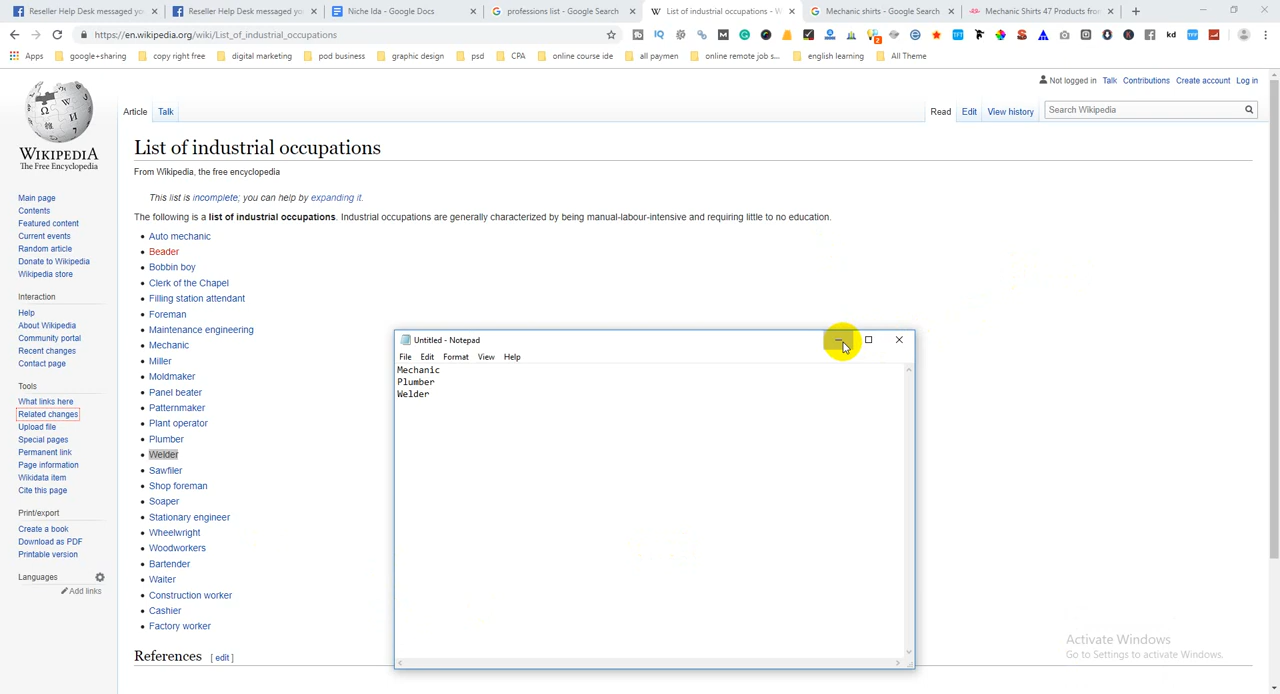 Reseller Help Desk messaged yo
Reseller Help Desk messaged yo
Niche Ida - Google Docs
professions list - Google Search
List of industrial occupations - W
Mechanic shirts - Google Search
Mechanic Shirts 47 Products from
https://en.wikipedia.org/wiki/List_of_industrial_occupations
Apps
google+sharing
copy right free
digital marketing
pod business
graphic design
psd
CPA
online course ide
all paymen
online remote job s...
english learning
All Theme
WIKIPEDIA
The Free Encyclopedia
Main page
Contents
Featured content
Current events
Random article
Donate to Wikipedia
Wikipedia store
Interaction
Help
About Wikipedia
Community portal
Recent changes
Contact page
Tools
What links here
Related changes
Upload file
Special pages
Permanent link
Page information
Wikidata item
Cite this page
Print/export
Create a book
Download as PDF
Printable version
Languages
Add links
Not logged in Talk Contributions Create account Log in
Article Talk
Read Edit View history
Search Wikipedia
List of industrial occupations
From Wikipedia, the free encyclopedia
This list is incomplete; you can help by expanding it.
The following is a list of industrial occupations. Industrial occupations are generally characterized by being manual-labour-intensive and requiring little to no education.
Auto mechanic
Beader
Bobbin boy
Clerk of the Chapel
Filling station attendant
Foreman
Maintenance engineering
Mechanic
Miller
Moldmaker
Panel beater
Patternmaker
Plant operator
Plumber
Welder
Sawfiler
Shop foreman
Soaper
Stationary engineer
Wheelwright
Woodworkers
Bartender
Waiter
Construction worker
Cashier
Factory worker
References [ edit ]
Untitled - Notepad
File Edit Format View Help
Mechanic
Plumber
Welder
Activate Windows
Go to Settings to activate Windows.